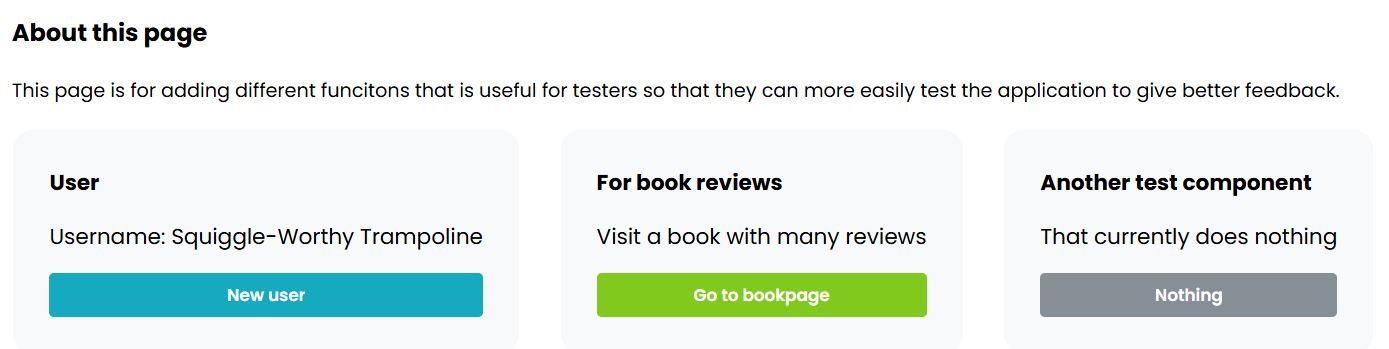 About this page
This page is for adding different funcitons that is useful for testers so that they can more easily test the application to give better feedback.
User
Username: Squiggle-Worthy Trampoline
New user
For book reviews
Visit a book with many reviews
Go to bookpage
Another test component
That currently does nothing
Nothing